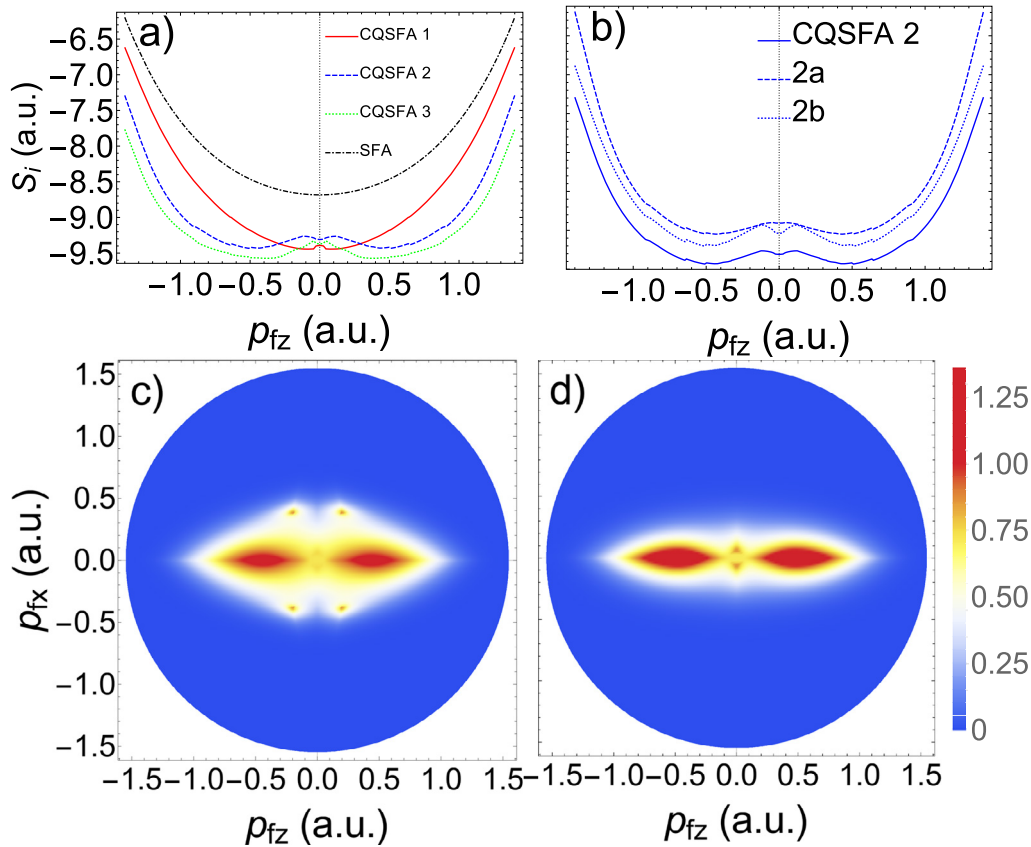 a)
CQSFA 1
CQSFA 2
CQSFA 3
SFA
S_i (a.u.)
−6.5
−7.0
−7.5
−8.0
−8.5
−9.0
−9.5
−1.0 −0.5 0.0 0.5 1.0
p_fz (a.u.)
b)
CQSFA 2
2a
2b
−1.0 −0.5 0.0 0.5 1.0
p_fz (a.u.)
c)
p_fx (a.u.)
1.5
1.0
0.5
0.0
−0.5
−1.0
−1.5
−1.5 −1.0 −0.5 0.0 0.5 1.0 1.5
p_fz (a.u.)
d)
−1.5 −1.0 −0.5 0.0 0.5 1.0 1.5
p_fz (a.u.)
1.25
1.00
0.75
0.50
0.25
0